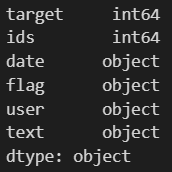 target int64
ids int64
date object
flag object
user object
text object
dtype: object